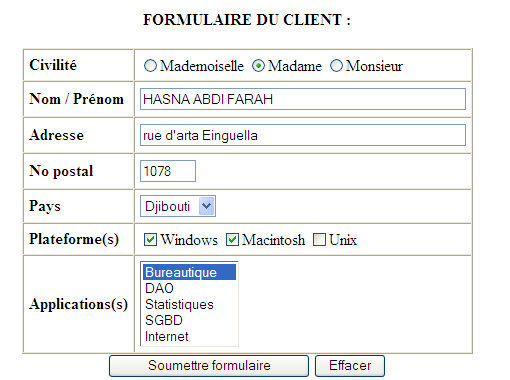 FORMULAIRE DU CLIENT :
Civilité Mademoiselle Madame Monsieur
Nom / Prénom HASNA ABDI FARAH
Adresse rue d'arta Einguella
No postal 1078
Pays Djibouti
Plateforme(s) Windows Macintosh Unix
Applications(s) Bureautique
DAO
Statistiques
SGBD
Internet
Soumettre formulaire Effacer